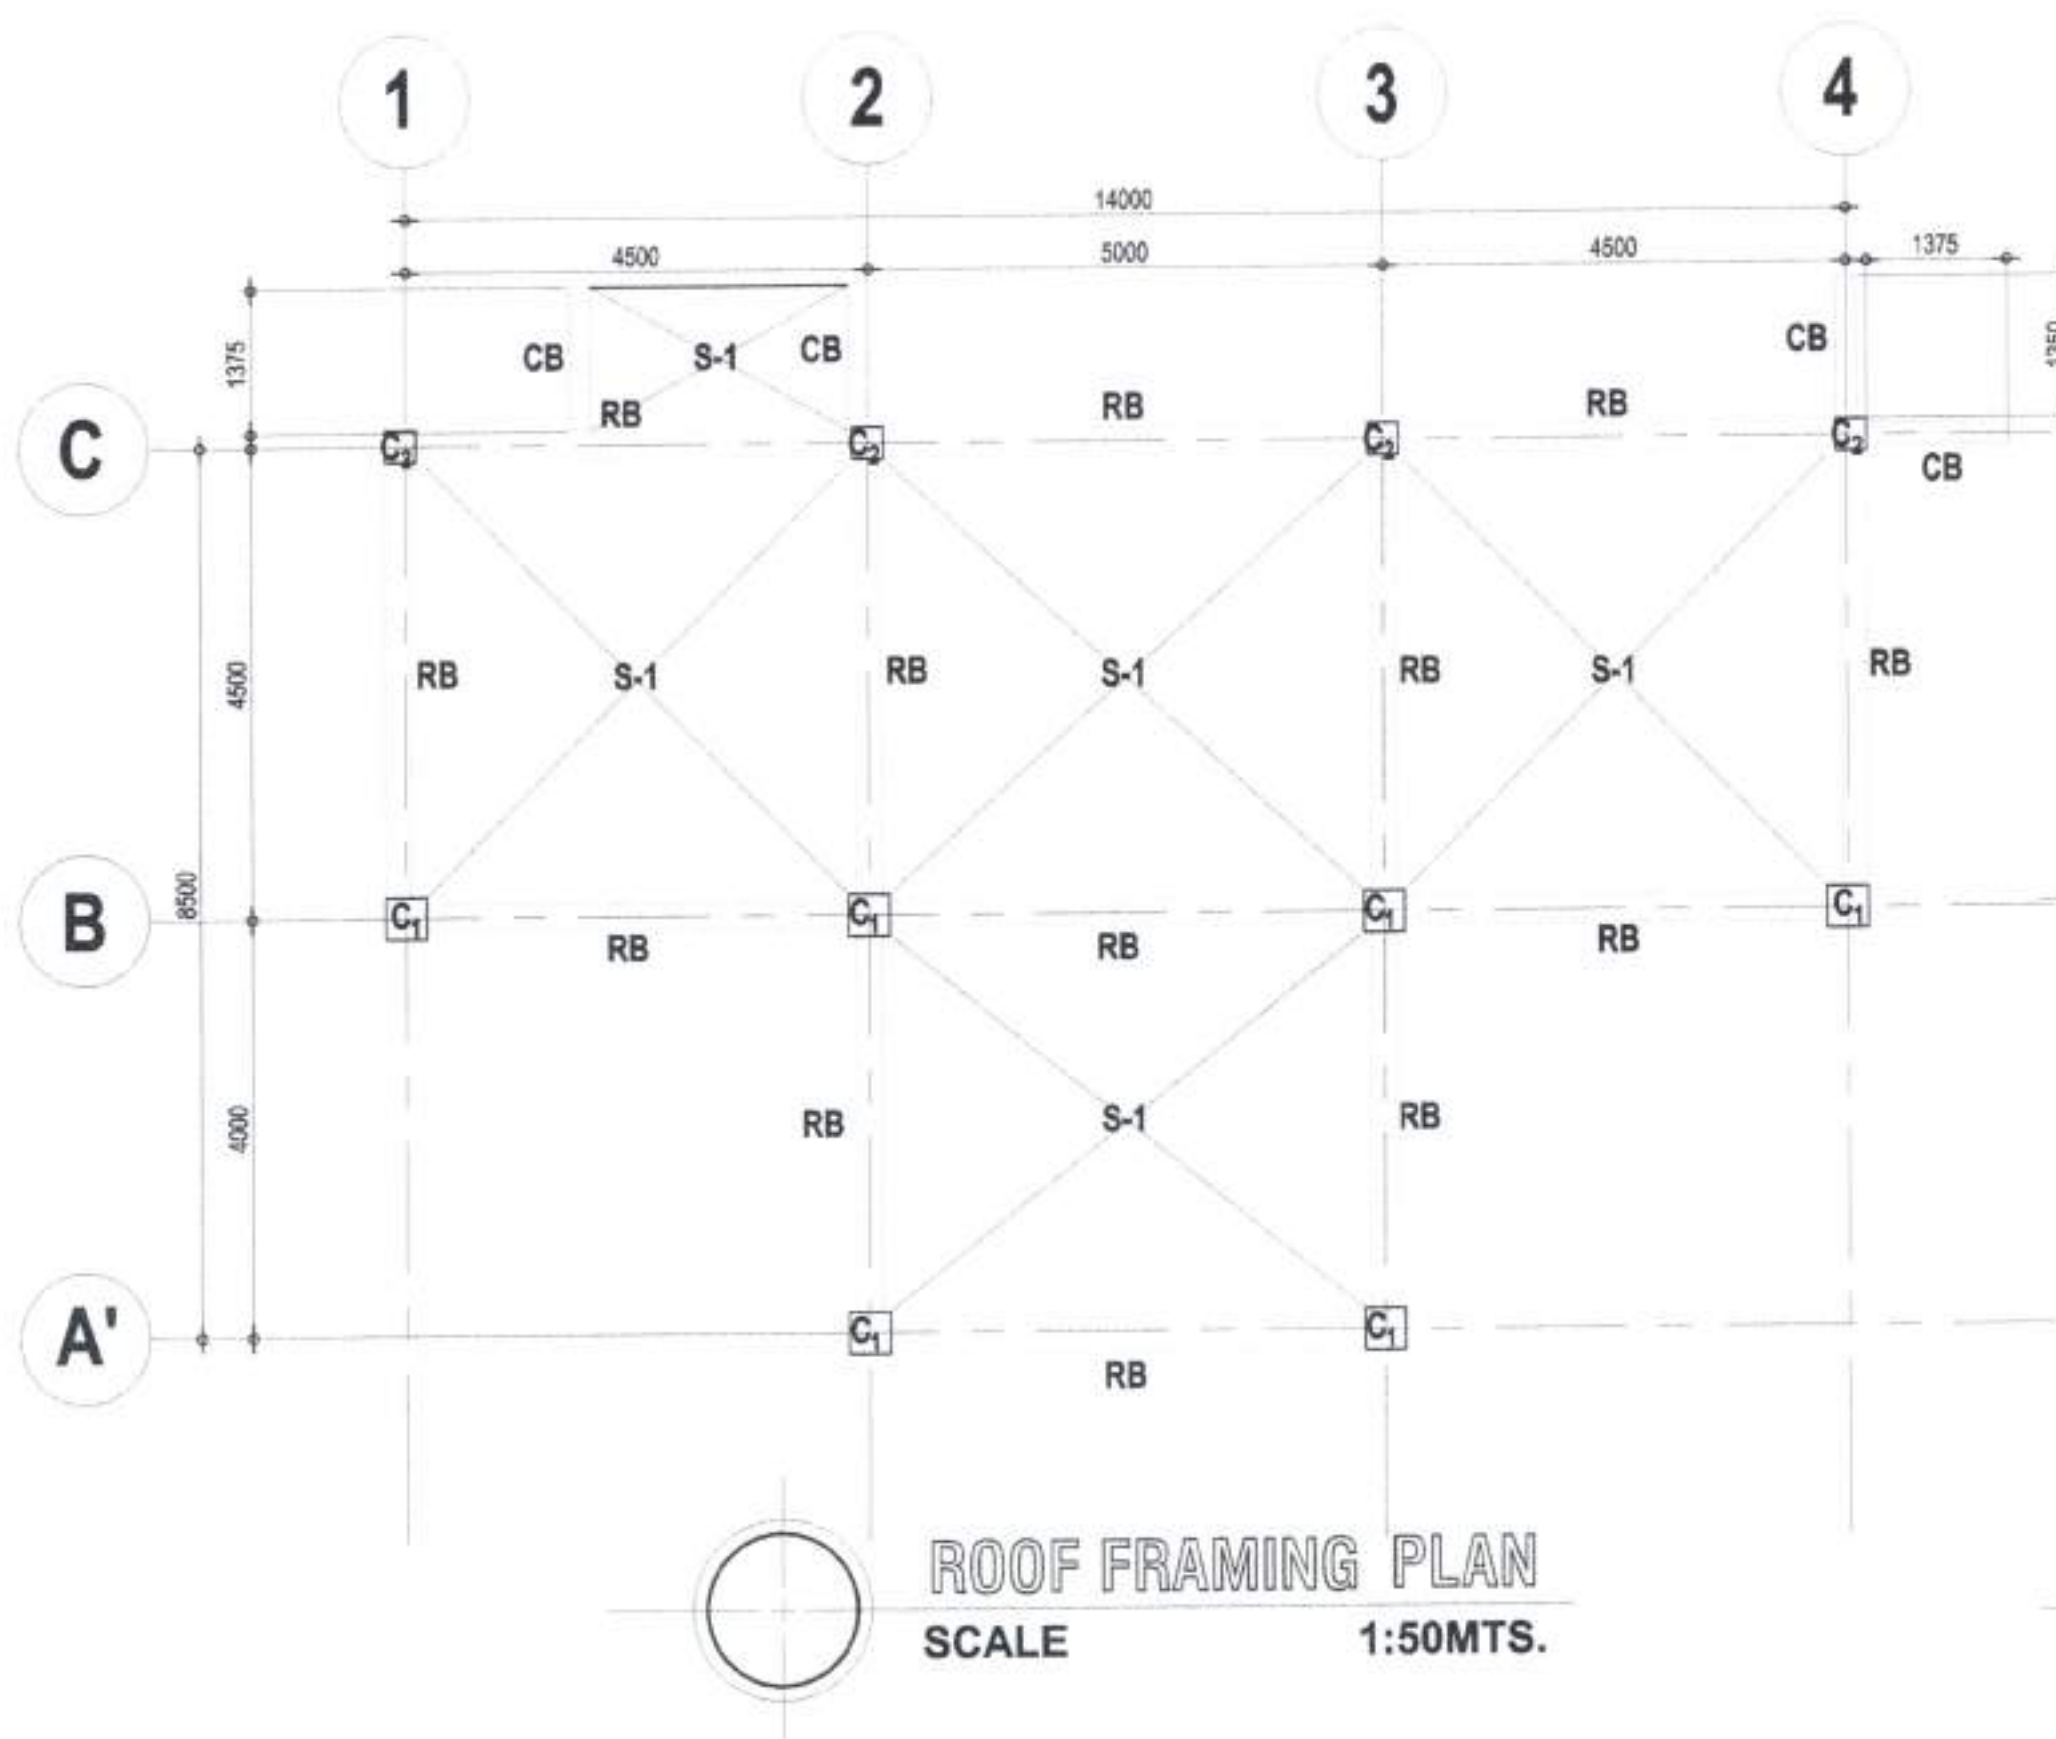 1 2 3 4
14000
4500 5000 4500 1375
1375 CB S-1 CB CB
RB RB RB
C C2 C2 C2 C2
CB
4500 RB S-1 RB S-1 RB S-1 RB
8500
B C1 C1 C1 C1
RB RB RB
4000 RB S-1 RB
A' C1 C1
RB
ROOF FRAMING PLAN
SCALE 1:50MTS.